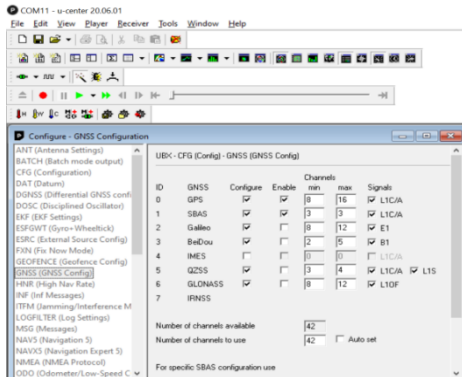 COM11 - u-center 20.06.01
File Edit View Player Receiver Tools Window Help
Configure - GNSS Configuration
ANT (Antenna Settings)
BATCH (Batch mode output)
CFG (Configuration)
DAT (Datum)
DGNSS (Differential GNSS confi
DOSC (Disciplined Oscillator)
EKF (EKF Settings)
ESFGWT (Gyro+Wheeltick)
ESRC (External Source Config)
FXN (Fix Now Mode)
GEOFENCE (Geofence Config)
GNSS (GNSS Config)
HNR (High Nav Rate)
INF (Inf Messages)
ITFM (Jamming/Interference M
LOGFILTER (Log Settings)
MSG (Messages)
NAV5 (Navigation 5)
NAVX5 (Navigation Expert 5)
NMEA (NMEA Protocol)
ODO (Odometer/Low-Speed C
UBX - CFG (Config) - GNSS (GNSS Config)
Channels
ID GNSS Configure Enable min max Signals
0 GPS 8 16 L1C/A
1 SBAS 3 3 L1C/A
2 Galileo 8 12 E1
3 BeiDou 2 5 B1
4 IMES 0 0 L1C/A
5 QZSS 3 4 L1C/A L1S
6 GLONASS 8 12 L1OF
7 IRNSS
Number of channels available 42
Number of channels to use 42 Auto set
For specific SBAS configuration use